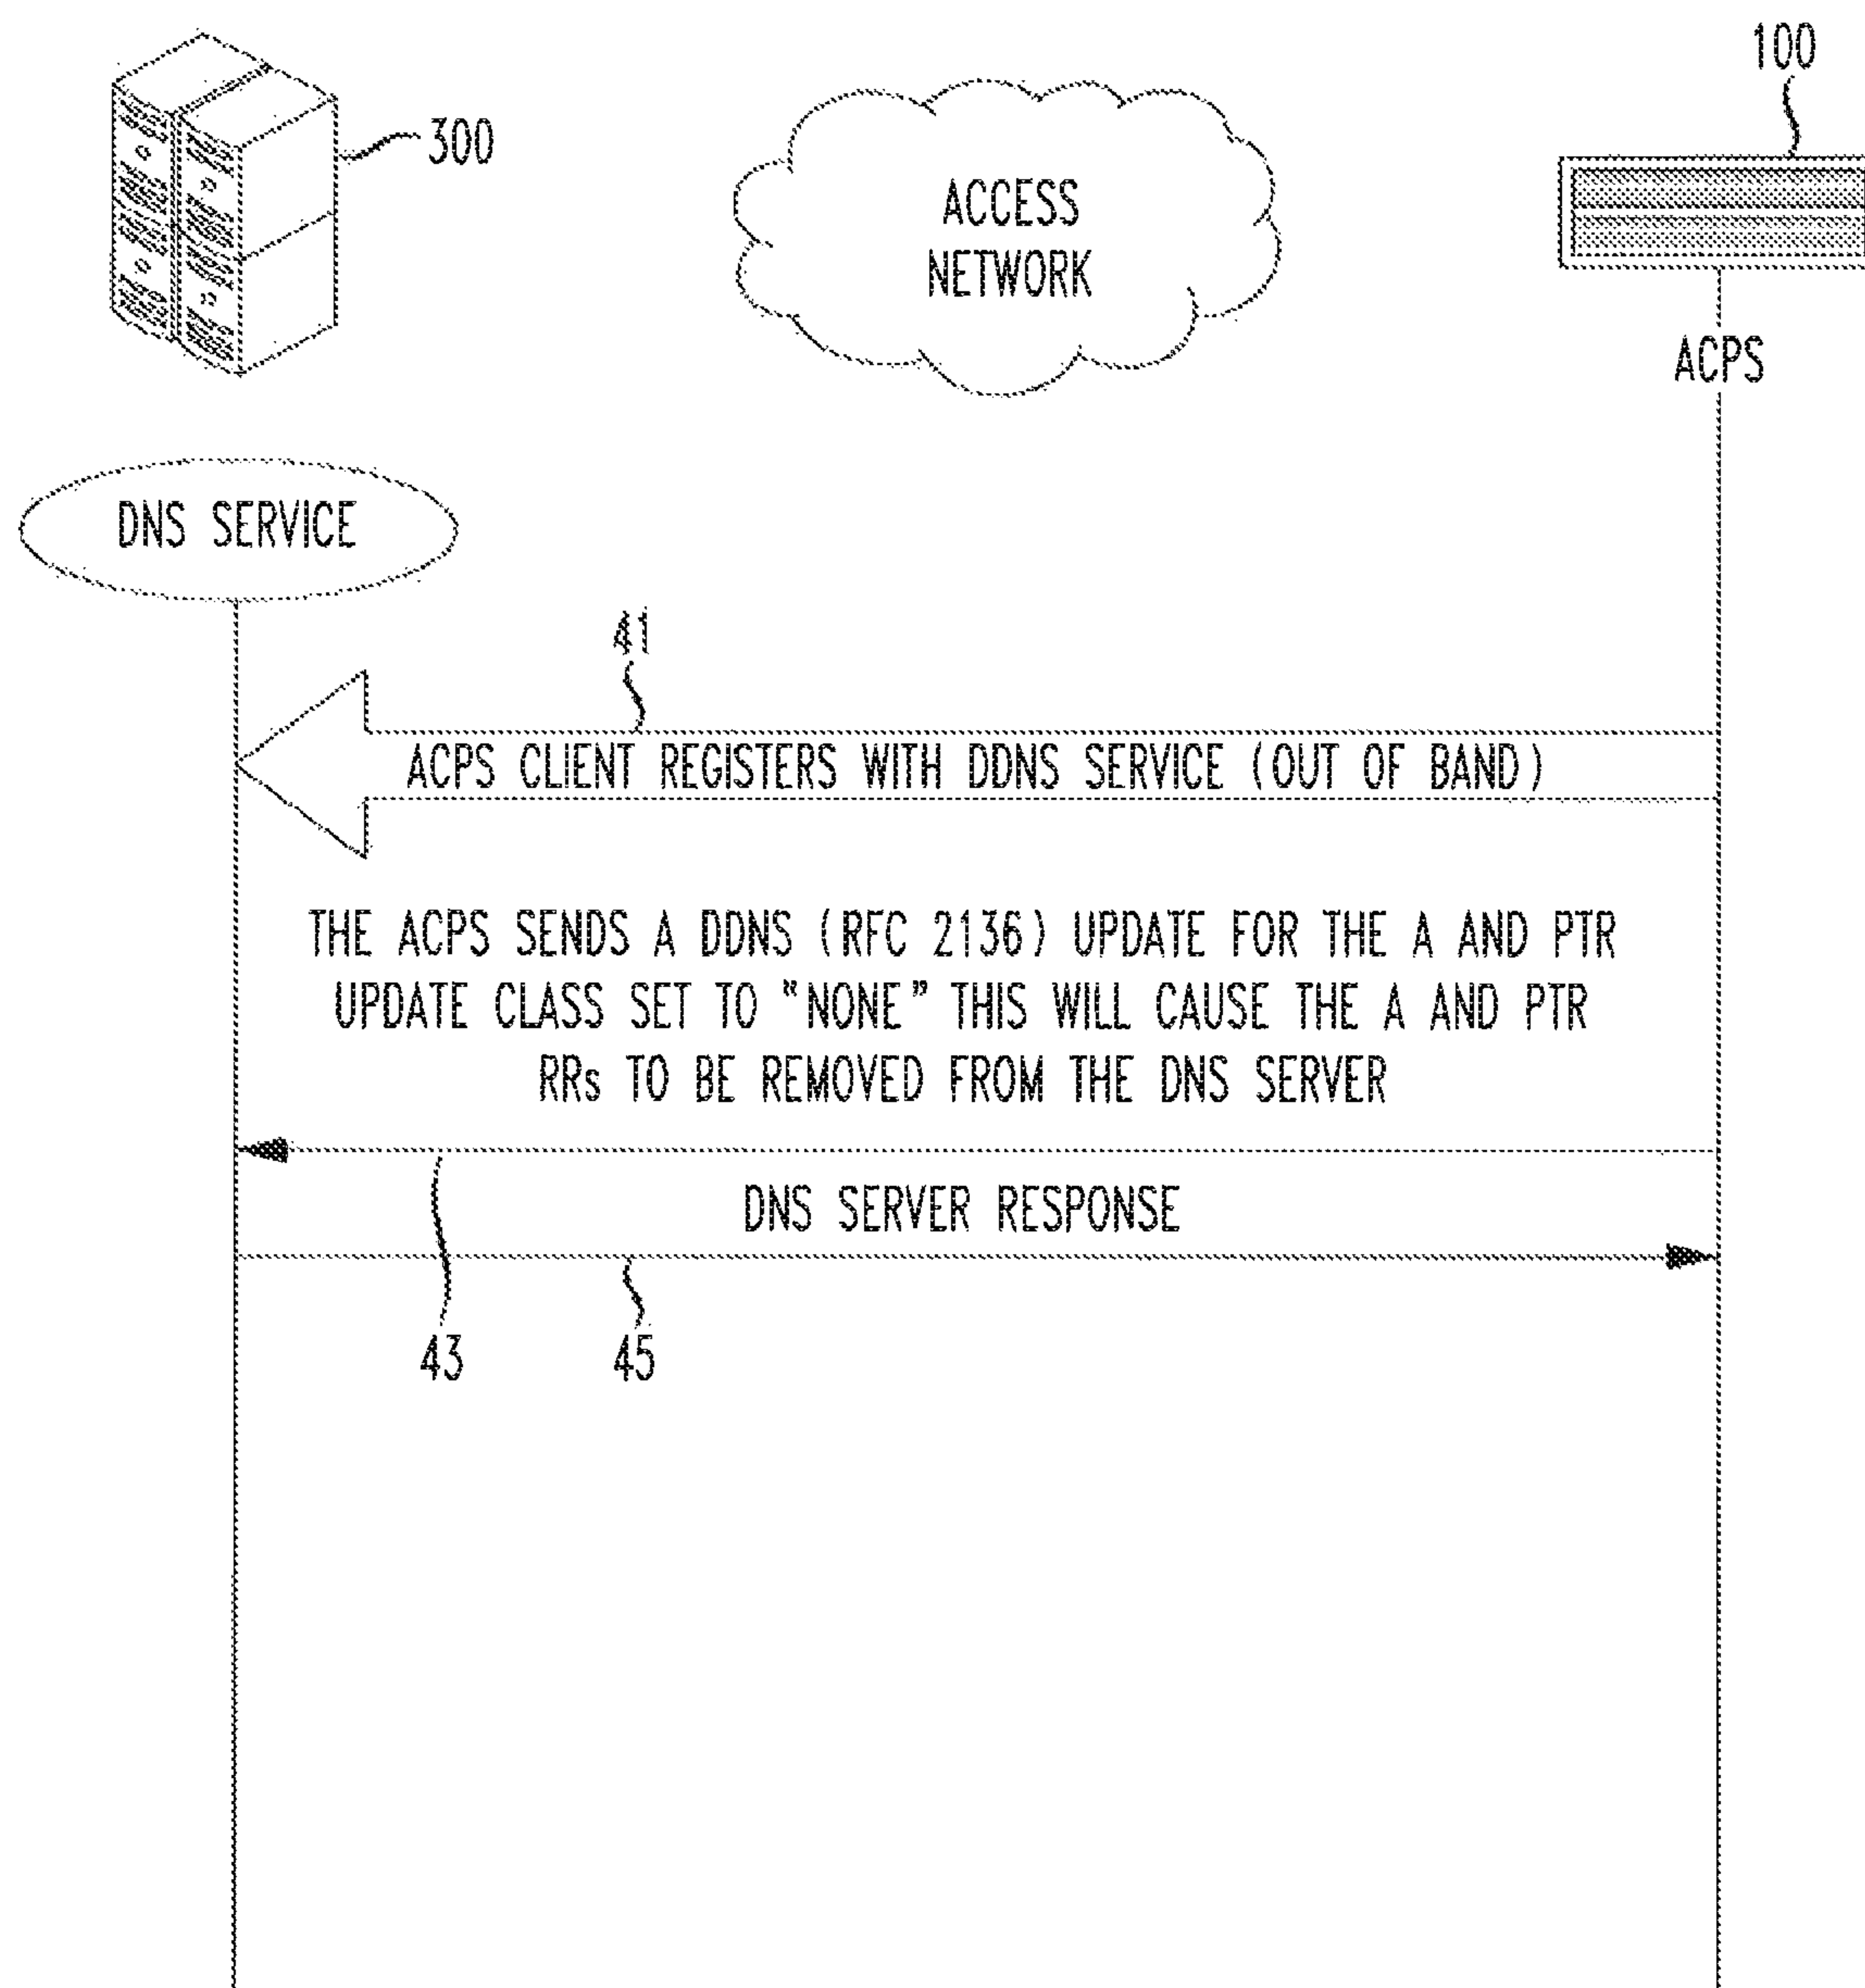 100
300
ACCESS
NETWORK
ACPS
DNS SERVICE
41
ACPS CLIENT REGISTERS WITH DDNS SERVICE (OUT OF BAND)
THE ACPS SENDS A DDNS (RFC 2136) UPDATE FOR THE A AND PTR
UPDATE CLASS SET TO "NONE" THIS WILL CAUSE THE A AND PTR
RRs TO BE REMOVED FROM THE DNS SERVER
DNS SERVER RESPONSE
43
45